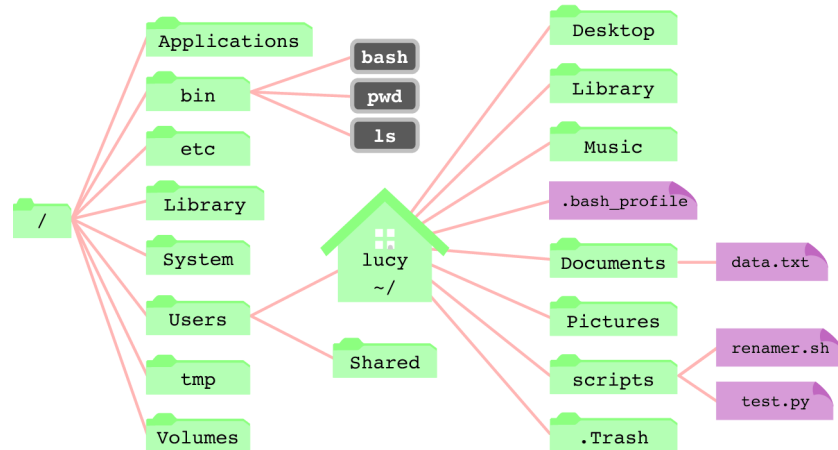 /
Applications
bin
etc
Library
System
Users
tmp
Volumes
bash
pwd
ls
lucy
~/
Shared
Desktop
Library
Music
.bash_profile
Documents
Pictures
scripts
.Trash
data.txt
renamer.sh
test.py